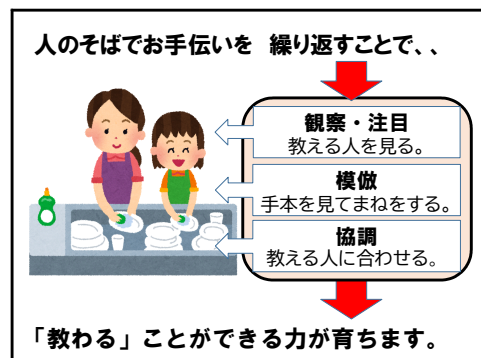 人のそばでお手伝いを 繰り返すことで、、
観察・注目
教える人を見る。
模倣
手本を見てまねをする。
協調
教える人に合わせる。
「教わる」ことができる力が育ちます。